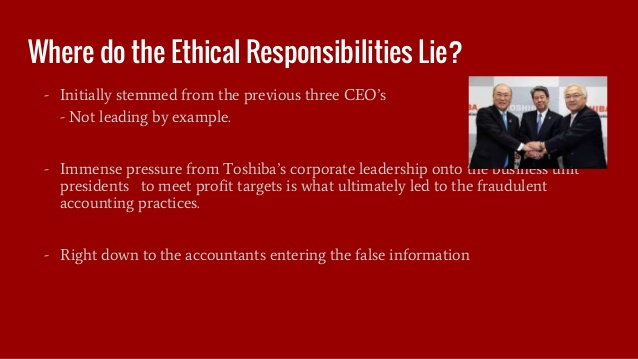 Where do the Ethical Responsibilities Lie?
- Initially stemmed from the previous three CEO’s
- Not leading by example.
TOSHIBA
- Immense pressure from Toshiba’s corporate leadership onto the business unit
presidents to meet profit targets is what ultimately led to the fraudulent
accounting practices.
- Right down to the accountants entering the false information